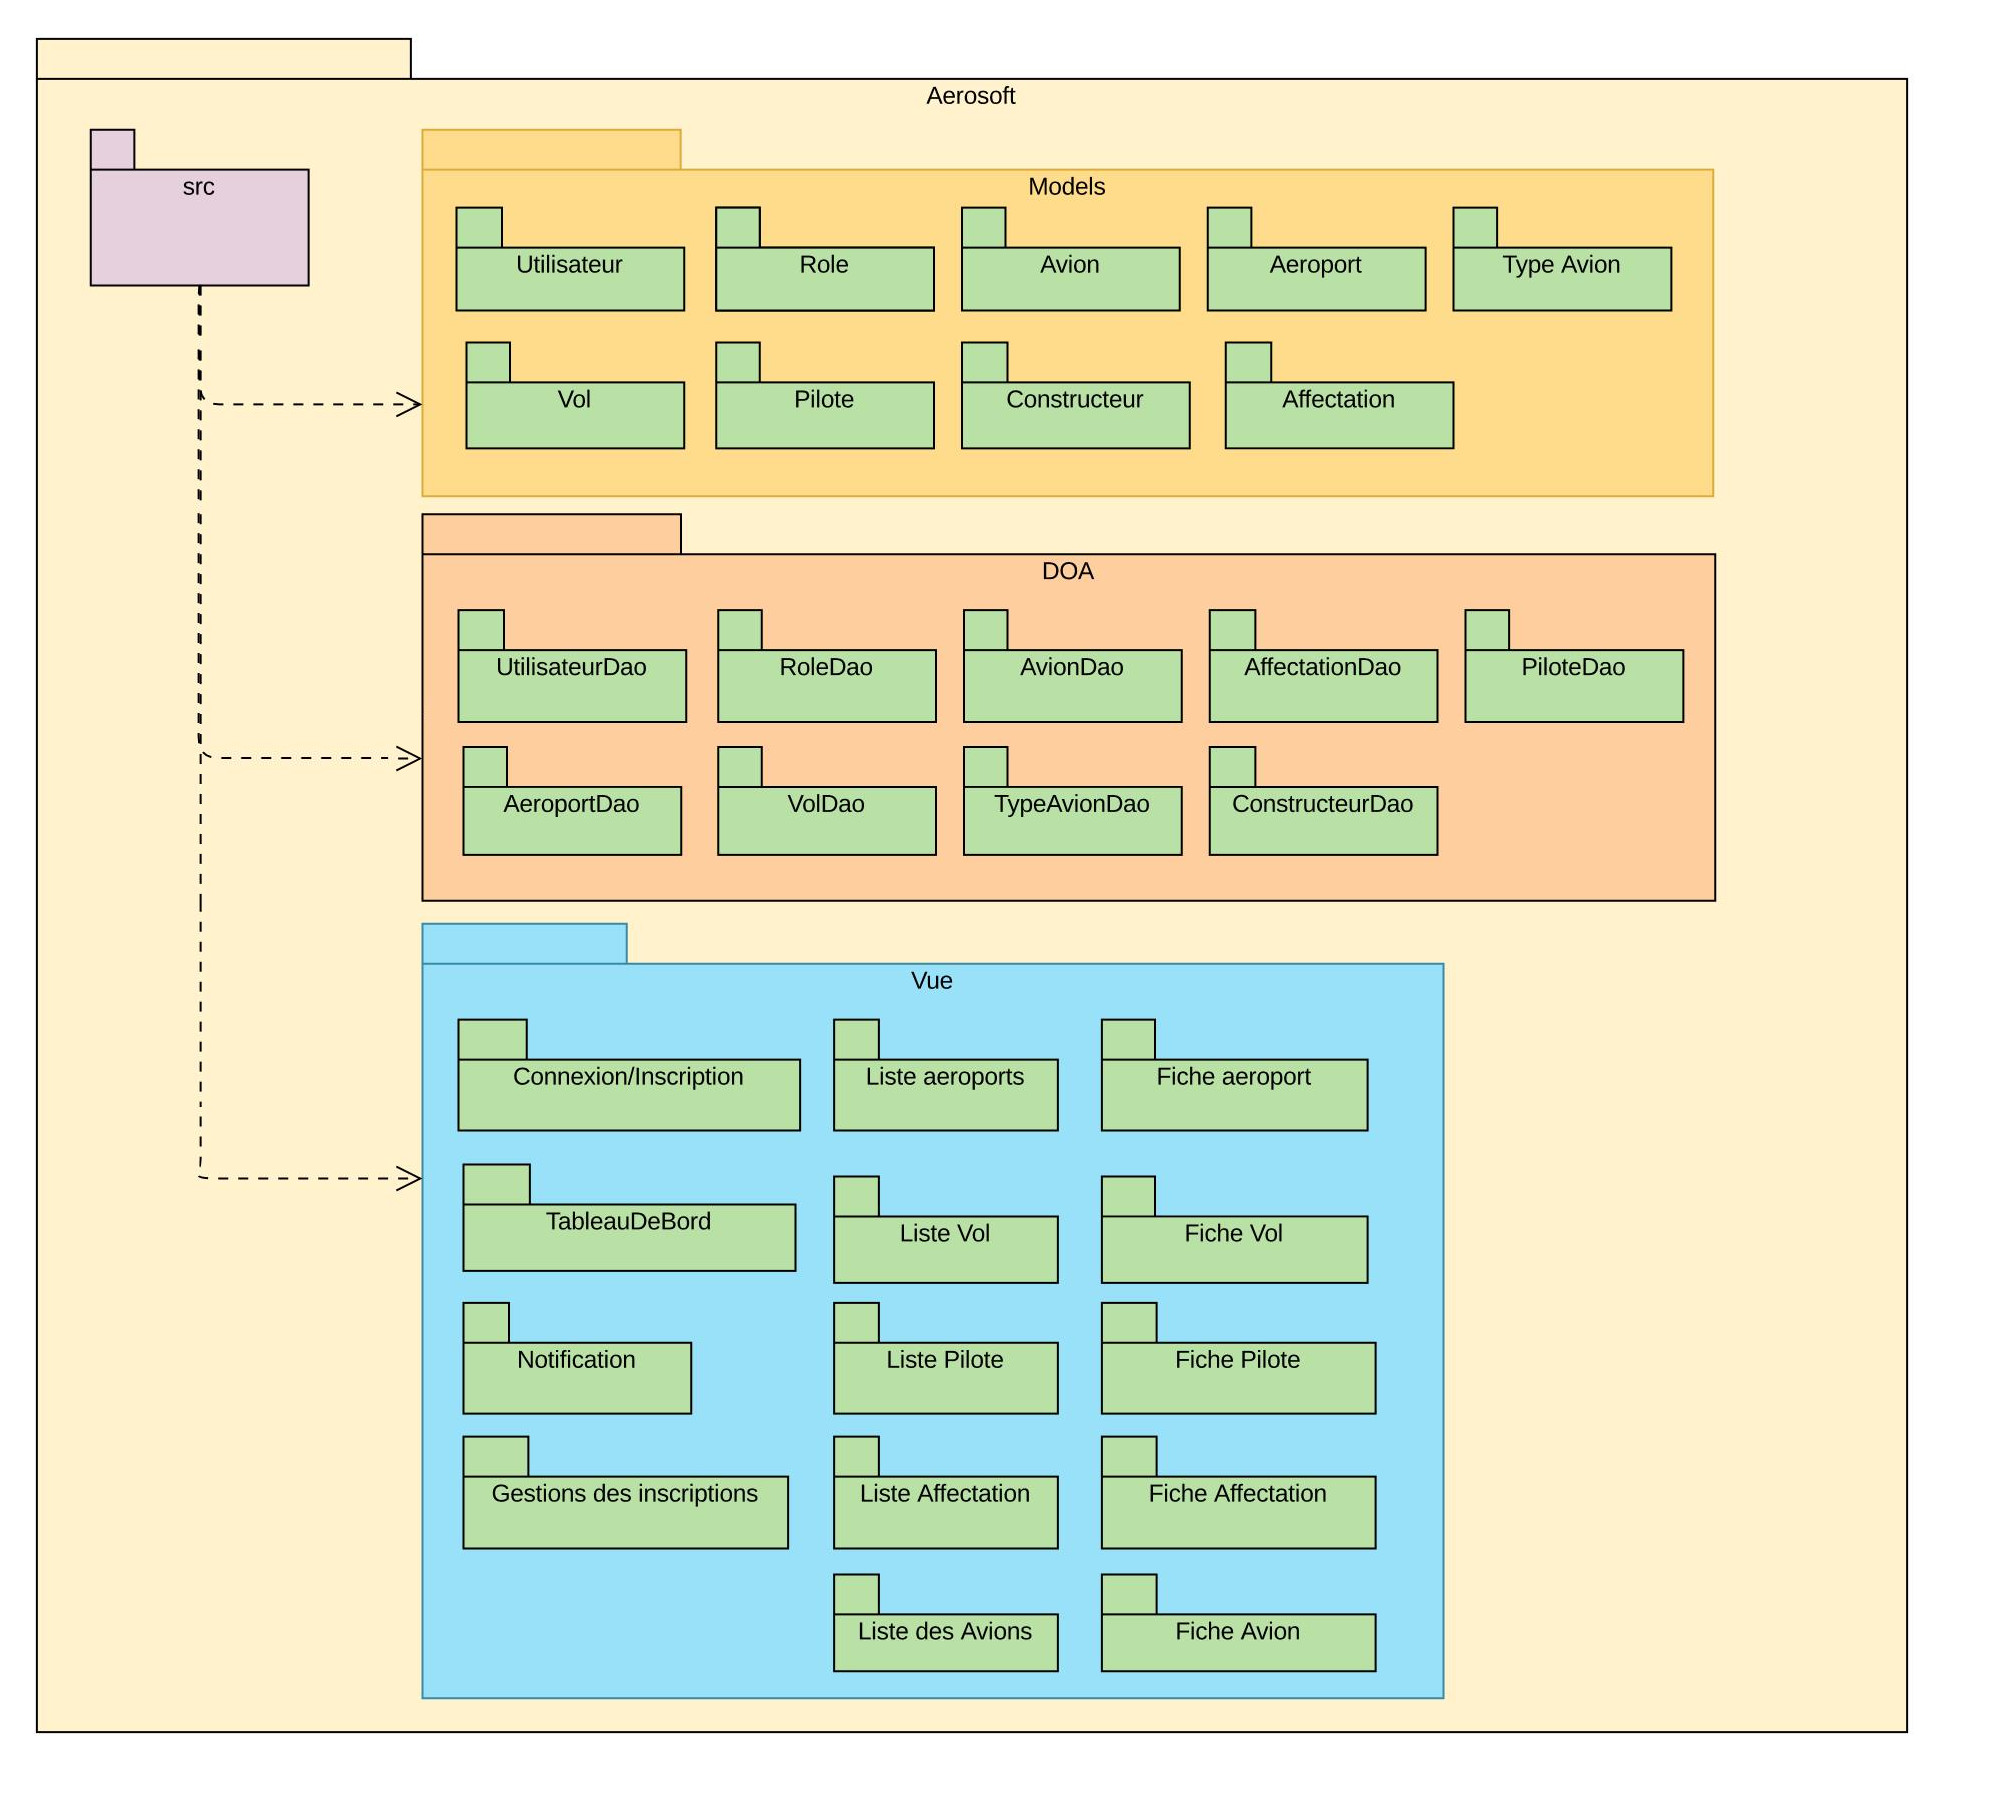 Aerosoft
src
Models
Utilisateur
Role
Avion
Aeroport
Type Avion
Vol
Pilote
Constructeur
Affectation
DOA
UtilisateurDao
RoleDao
AvionDao
AffectationDao
PiloteDao
AeroportDao
VolDao
TypeAvionDao
ConstructeurDao
Vue
Connexion/Inscription
Liste aeroports
Fiche aeroport
TableauDeBord
Liste Vol
Fiche Vol
Notification
Liste Pilote
Fiche Pilote
Gestions des inscriptions
Liste Affectation
Fiche Affectation
Liste des Avions
Fiche Avion